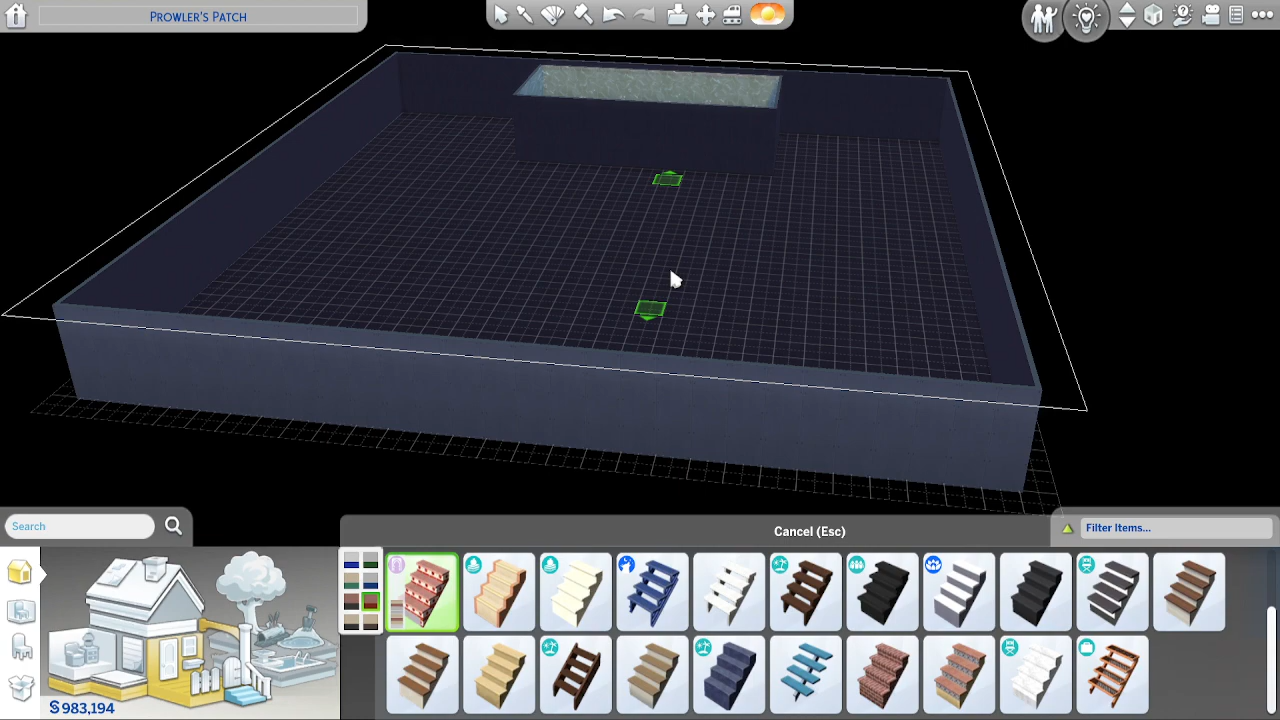 PROWLER'S PATCH
Search
Cancel (Esc)
Filter Items...
§983,194